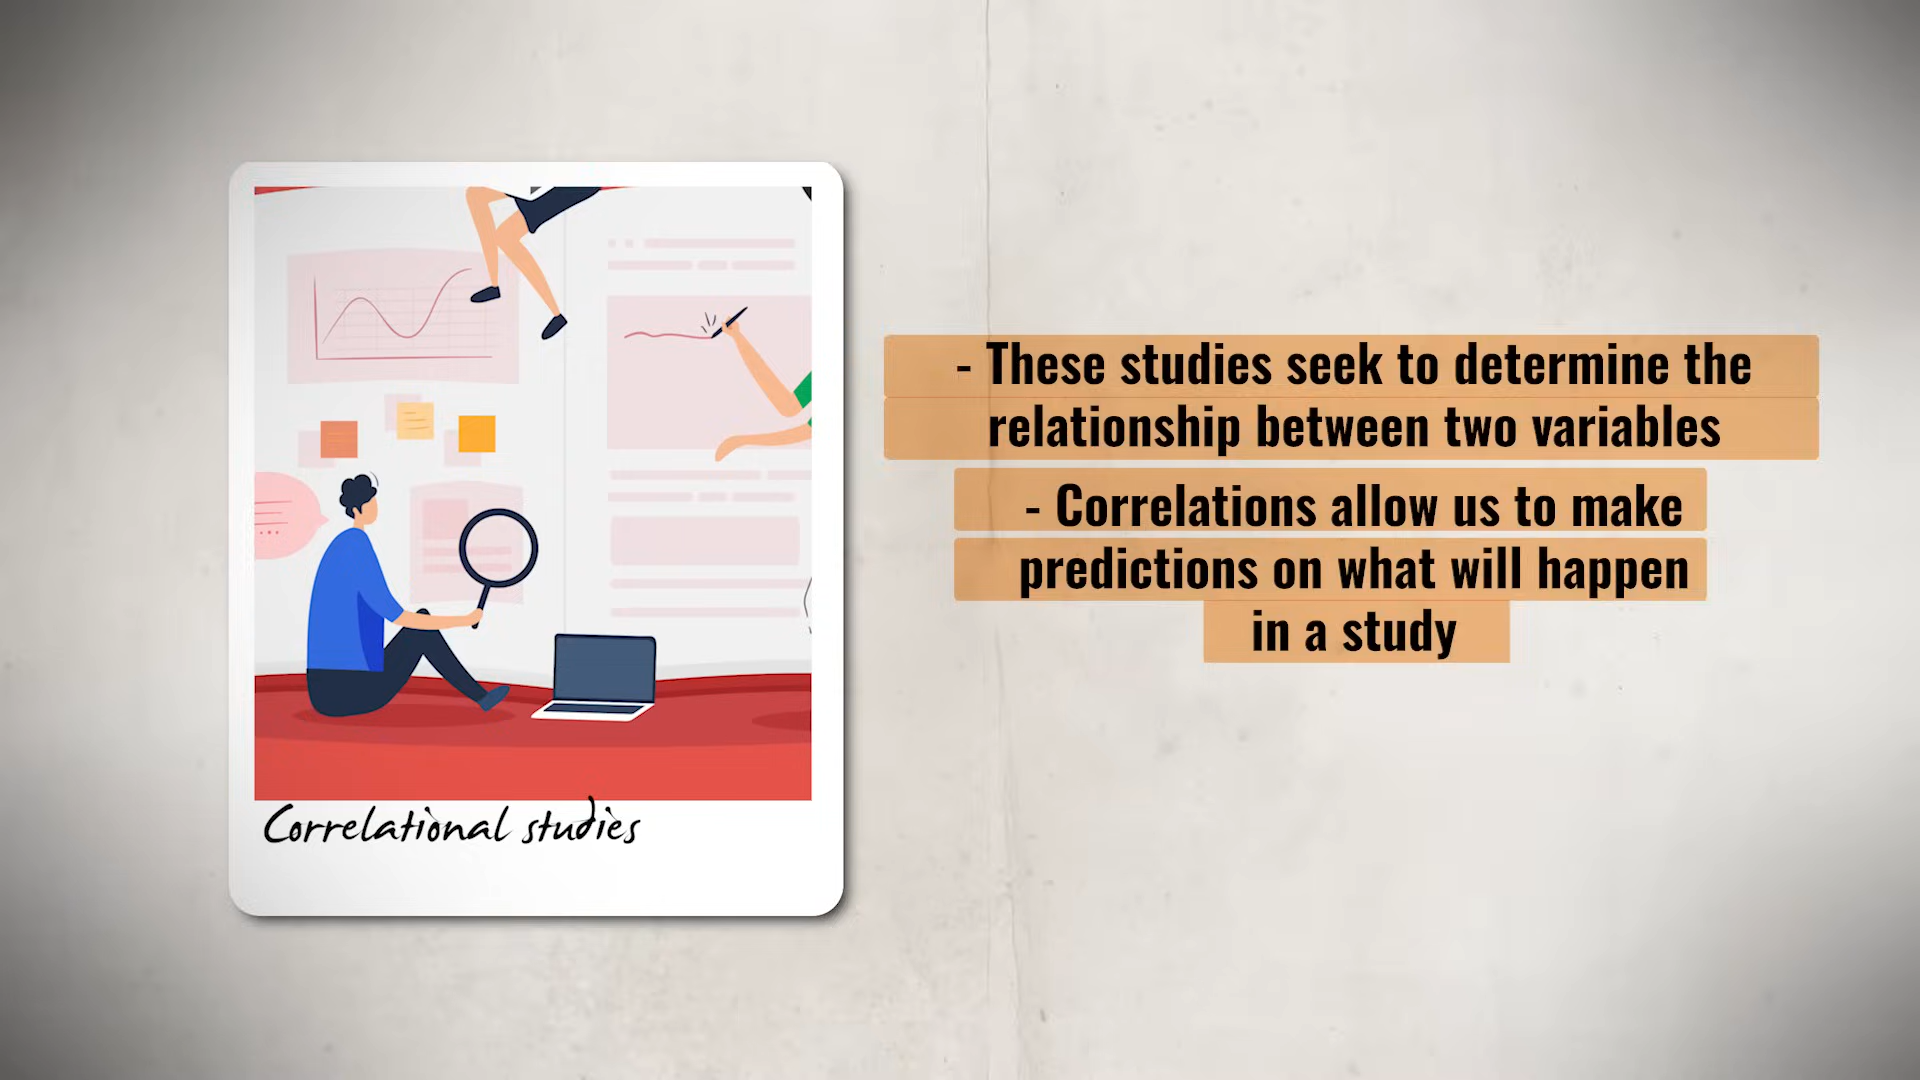 - These studies seek to determine the
relationship between two variables
- Correlations allow us to make
predictions on what will happen
in a study
Correlational studies